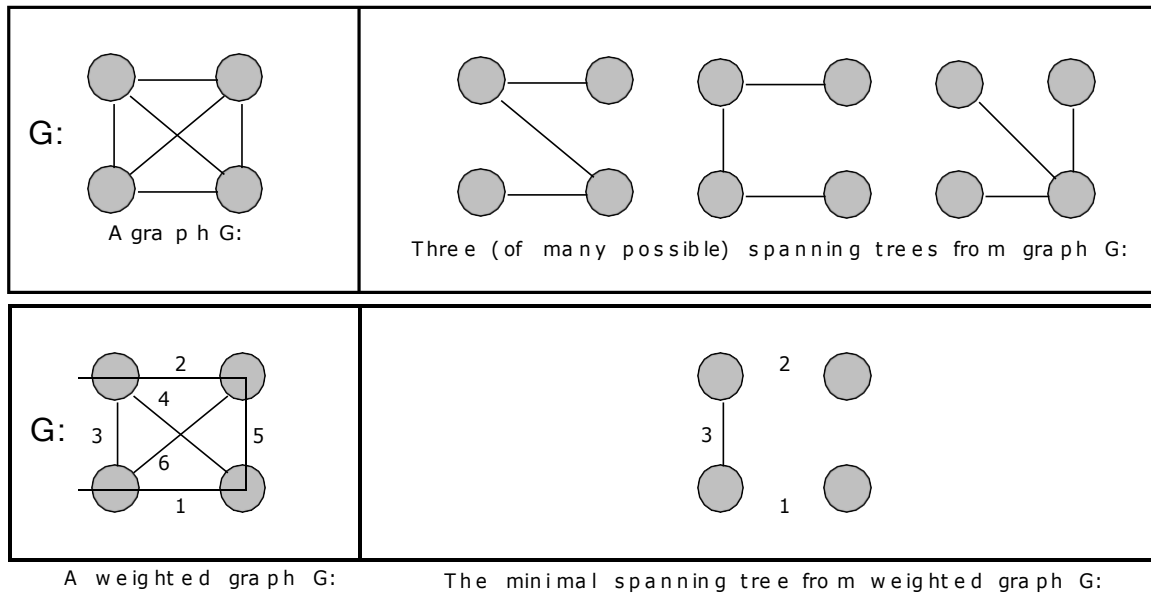 G:
A gra p h G:
Three (of many possible) spanning trees from graph G:
2
4
G:
3
5
6
1
2
3
1
A weighted graph G:
The minimal spanning tree from weighted graph G: